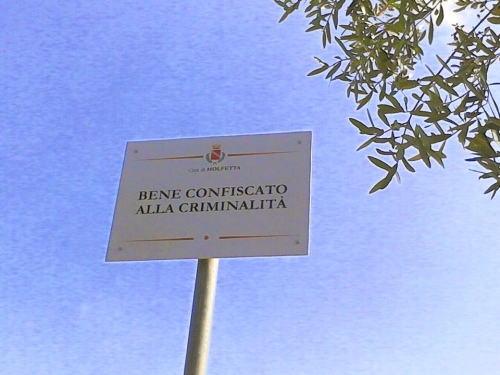 Città di MOLFETTA
BENE CONFISCATO
ALLA CRIMINALITÀ